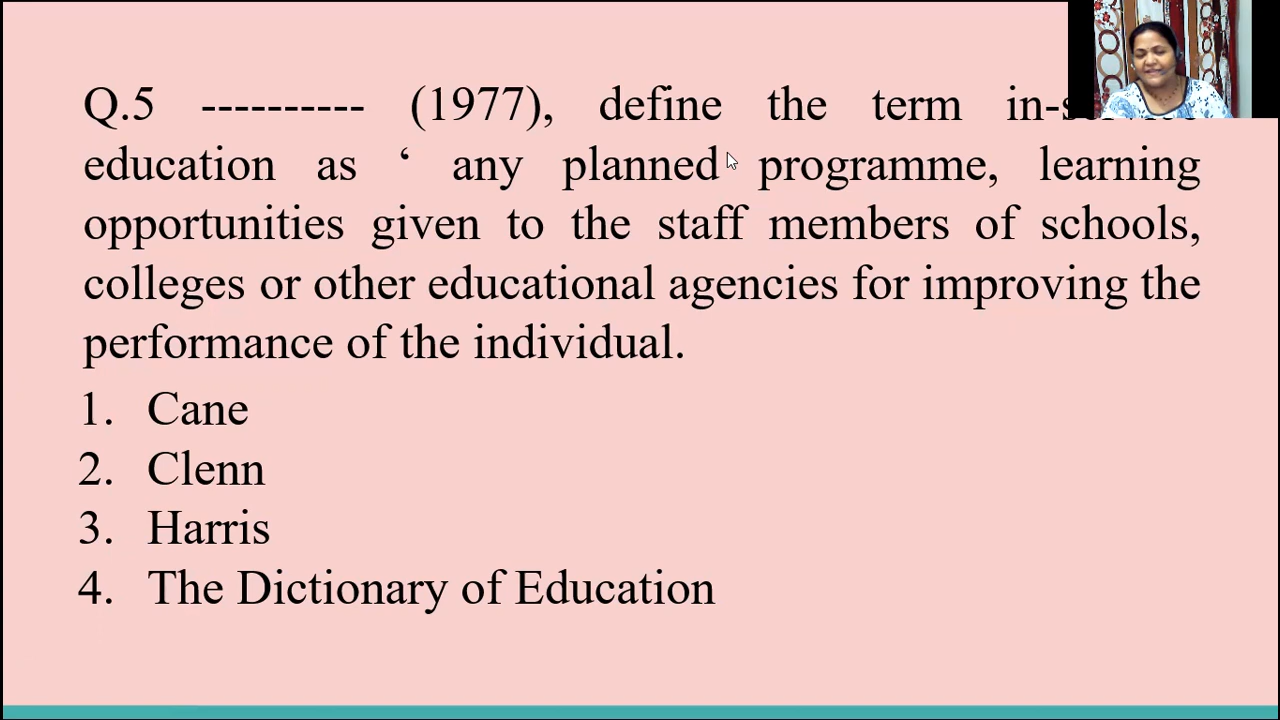 Q.5 ---------- (1977), define the term in-service
education as ‘ any planned programme, learning
opportunities given to the staff members of schools,
colleges or other educational agencies for improving the
performance of the individual.
1. Cane
2. Clenn
3. Harris
4. The Dictionary of Education